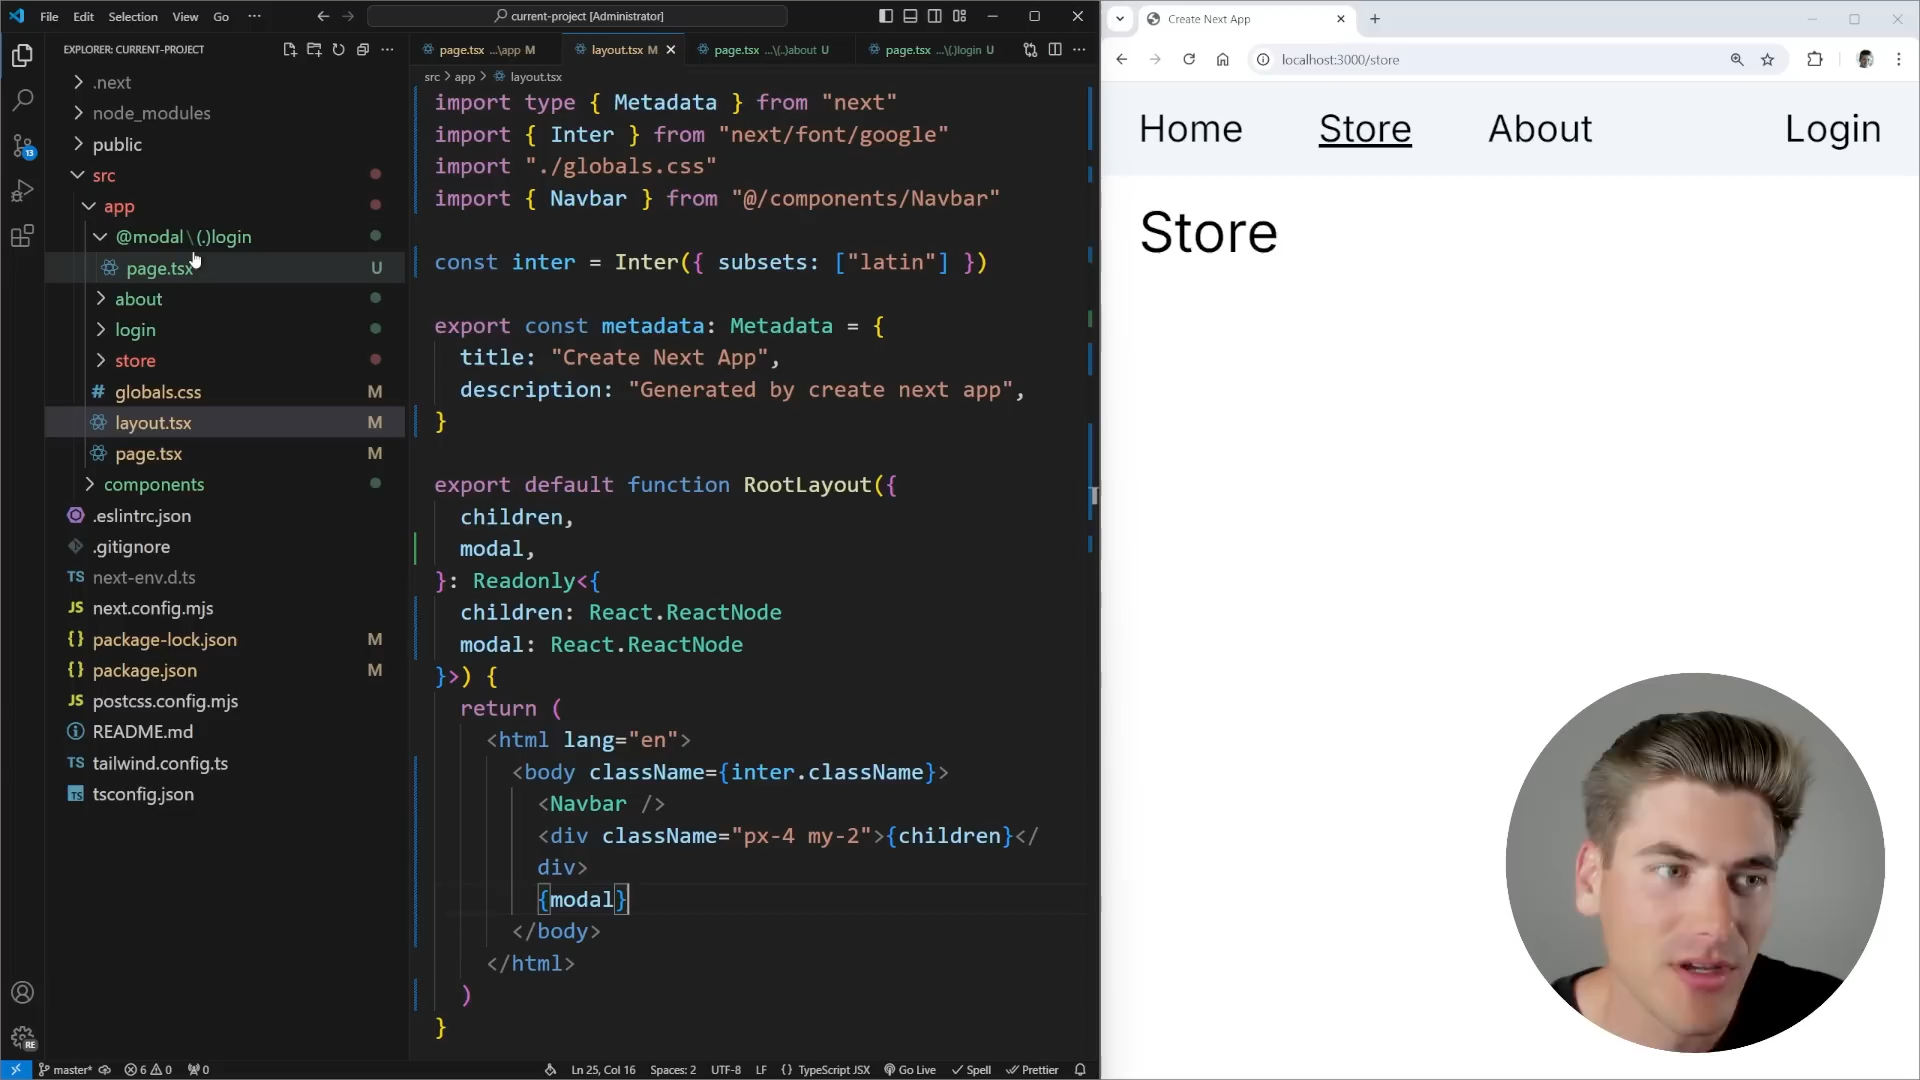 File Edit Selection View Go ··· current-project [Administrator]
EXPLORER: CURRENT-PROJECT
.next
node_modules
public
src
app
@modal\(.)login
page.tsx U
about
login
store
globals.css M
layout.tsx M
page.tsx M
components
.eslintrc.json
.gitignore
next-env.d.ts
next.config.mjs
package-lock.json M
package.json M
postcss.config.mjs
README.md
tailwind.config.ts
tsconfig.json
13
RE
page.tsx ...\app M layout.tsx M page.tsx ...\(..)about U page.tsx ...\(.)login U
src > app > layout.tsx
import type { Metadata } from "next"
import { Inter } from "next/font/google"
import "./globals.css"
import { Navbar } from "@/components/Navbar"
const inter = Inter({ subsets: ["latin"] })
export const metadata: Metadata = {
title: "Create Next App",
description: "Generated by create next app",
}
export default function RootLayout({
children,
modal,
}: Readonly<{
children: React.ReactNode
modal: React.ReactNode
}>) {
return (
<html lang="en">
<body className={inter.className}>
<Navbar />
<div className="px-4 my-2">{children}</
div>
{modal}
</body>
</html>
)
}
master* 6 0 0 Ln 25, Col 16 Spaces: 2 UTF-8 LF {} TypeScript JSX Go Live Spell Prettier
Create Next App
localhost:3000/store
Home Store About Login
Store